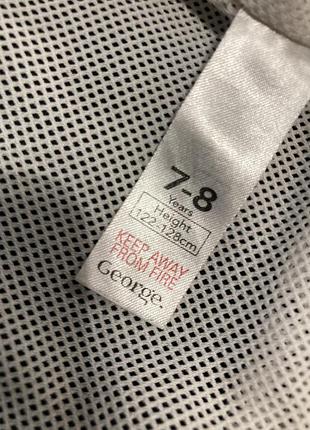 7-8
Years
Height
122-128cm
KEEP AWAY
FROM FIRE
George.